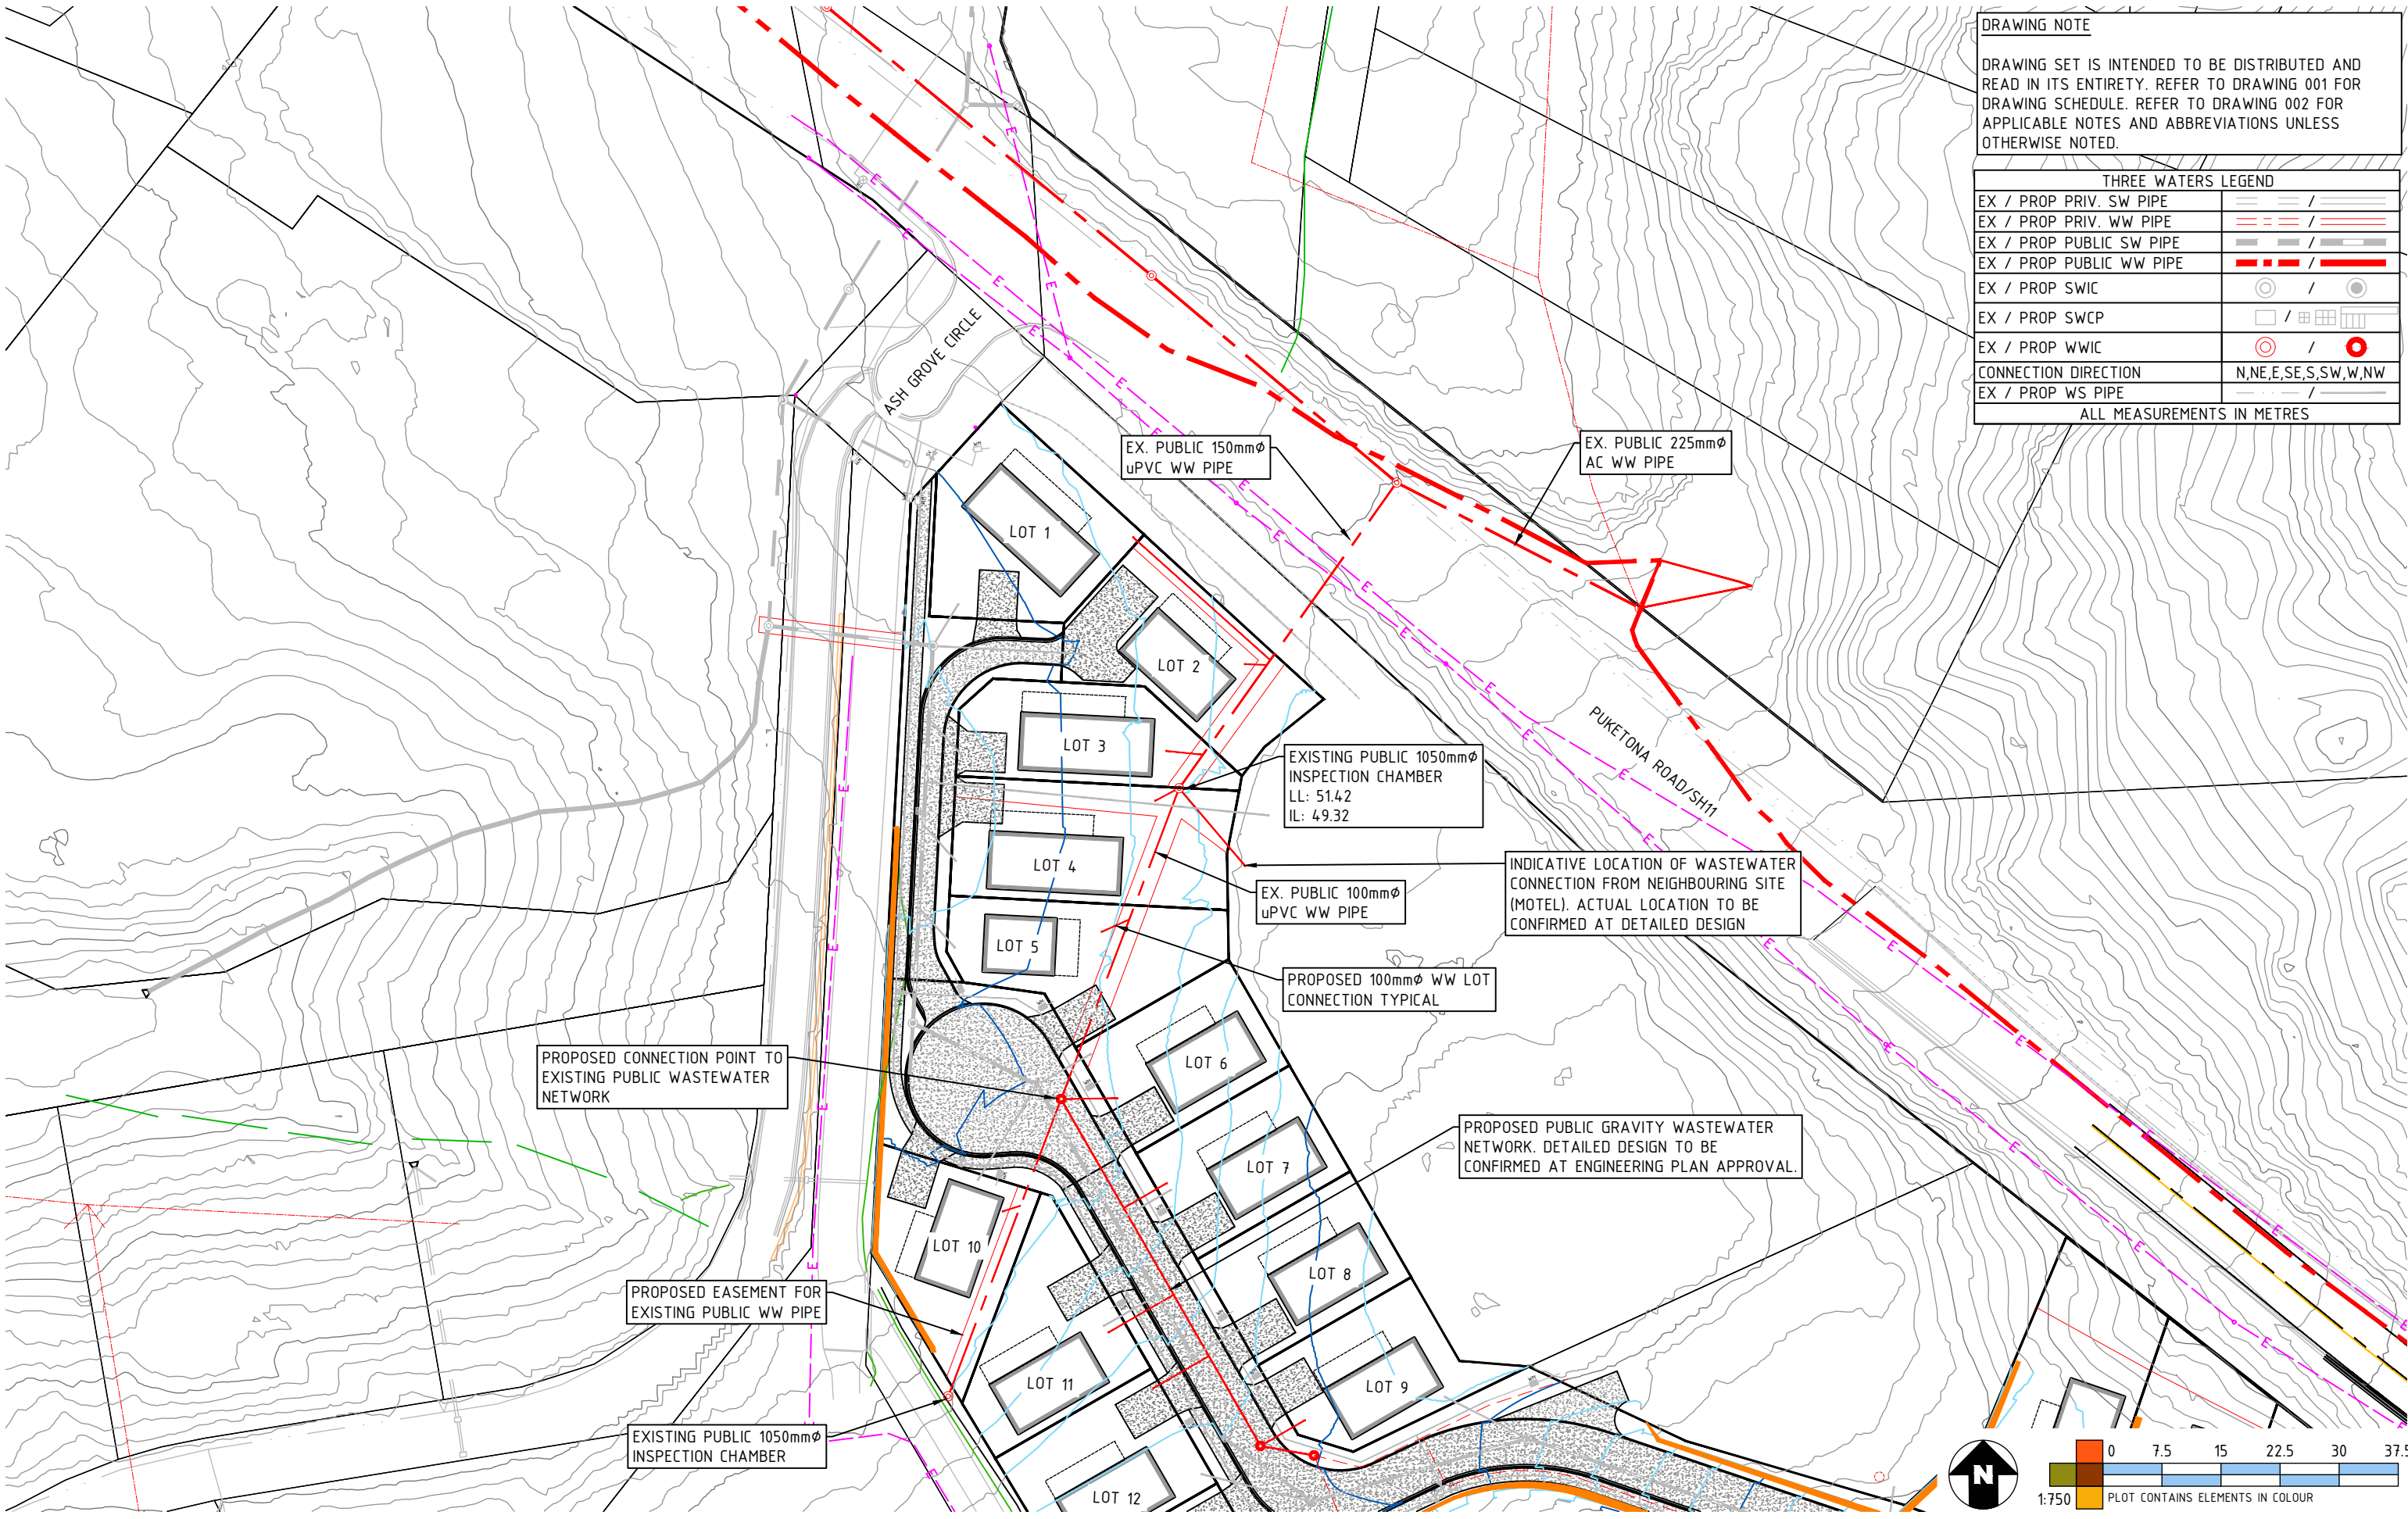 DRAWING NOTE
DRAWING SET IS INTENDED TO BE DISTRIBUTED AND
READ IN ITS ENTIRETY. REFER TO DRAWING 001 FOR
DRAWING SCHEDULE. REFER TO DRAWING 002 FOR
APPLICABLE NOTES AND ABBREVIATIONS UNLESS
OTHERWISE NOTED.
THREE WATERS LEGEND
EX / PROP PRIV. SW PIPE /
EX / PROP PRIV. WW PIPE /
EX / PROP PUBLIC SW PIPE /
EX / PROP PUBLIC WW PIPE /
EX / PROP SWIC /
EX / PROP SWCP /
EX / PROP WWIC /
CONNECTION DIRECTION N,NE,E,SE,S,SW,W,NW
EX / PROP WS PIPE /
ALL MEASUREMENTS IN METRES
ASH GROVE CIRCLE
EX. PUBLIC 150mmØ
uPVC WW PIPE
EX. PUBLIC 225mmØ
AC WW PIPE
LOT 1
LOT 2
LOT 3
PUKETONA ROAD/SH11
EXISTING PUBLIC 1050mmØ
INSPECTION CHAMBER
LL: 51.42
IL: 49.32
LOT 4
INDICATIVE LOCATION OF WASTEWATER
CONNECTION FROM NEIGHBOURING SITE
(MOTEL). ACTUAL LOCATION TO BE
CONFIRMED AT DETAILED DESIGN
EX. PUBLIC 100mmØ
uPVC WW PIPE
LOT 5
PROPOSED 100mmØ WW LOT
CONNECTION TYPICAL
PROPOSED CONNECTION POINT TO
EXISTING PUBLIC WASTEWATER
NETWORK
LOT 6
PROPOSED PUBLIC GRAVITY WASTEWATER
NETWORK. DETAILED DESIGN TO BE
CONFIRMED AT ENGINEERING PLAN APPROVAL.
LOT 7
LOT 10
LOT 8
PROPOSED EASEMENT FOR
EXISTING PUBLIC WW PIPE
LOT 11
LOT 9
EXISTING PUBLIC 1050mmØ
INSPECTION CHAMBER
LOT 12
N
0 7.5 15 22.5 30 37.5
1:750 PLOT CONTAINS ELEMENTS IN COLOUR